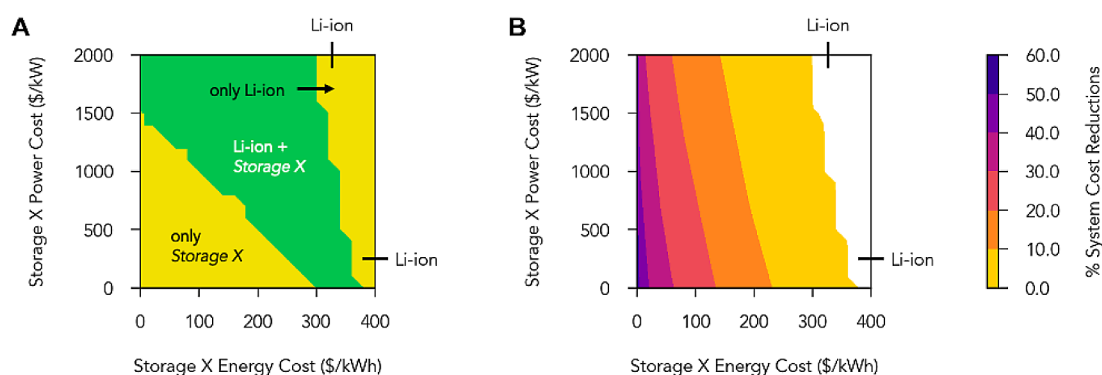 A
Li-ion
Storage X Power Cost ($/kW)
2000
1500
1000
500
0
only Li-ion
Li-ion +
Storage X
only
Storage X
Li-ion
0 100 200 300 400
Storage X Energy Cost ($/kWh)
B
Li-ion
Storage X Power Cost ($/kW)
2000
1500
1000
500
0
Li-ion
0 100 200 300 400
Storage X Energy Cost ($/kWh)
60.0
50.0
40.0
30.0
20.0
10.0
0.0
% System Cost Reductions